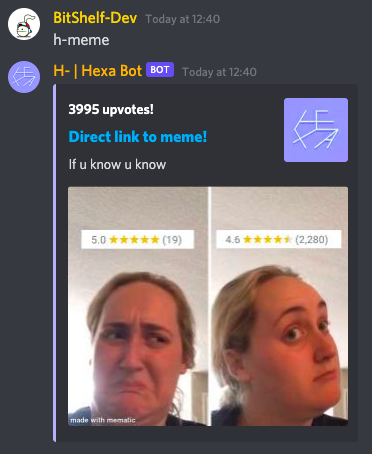 BitShelf-Dev Today at 12:40
h-meme
H- | Hexa Bot BOT Today at 12:40
3995 upvotes!
Direct link to meme!
If u know u know
5.0 ★★★★★ (19)
4.6 ★★★★★ (2,280)
made with mematic
HEXA